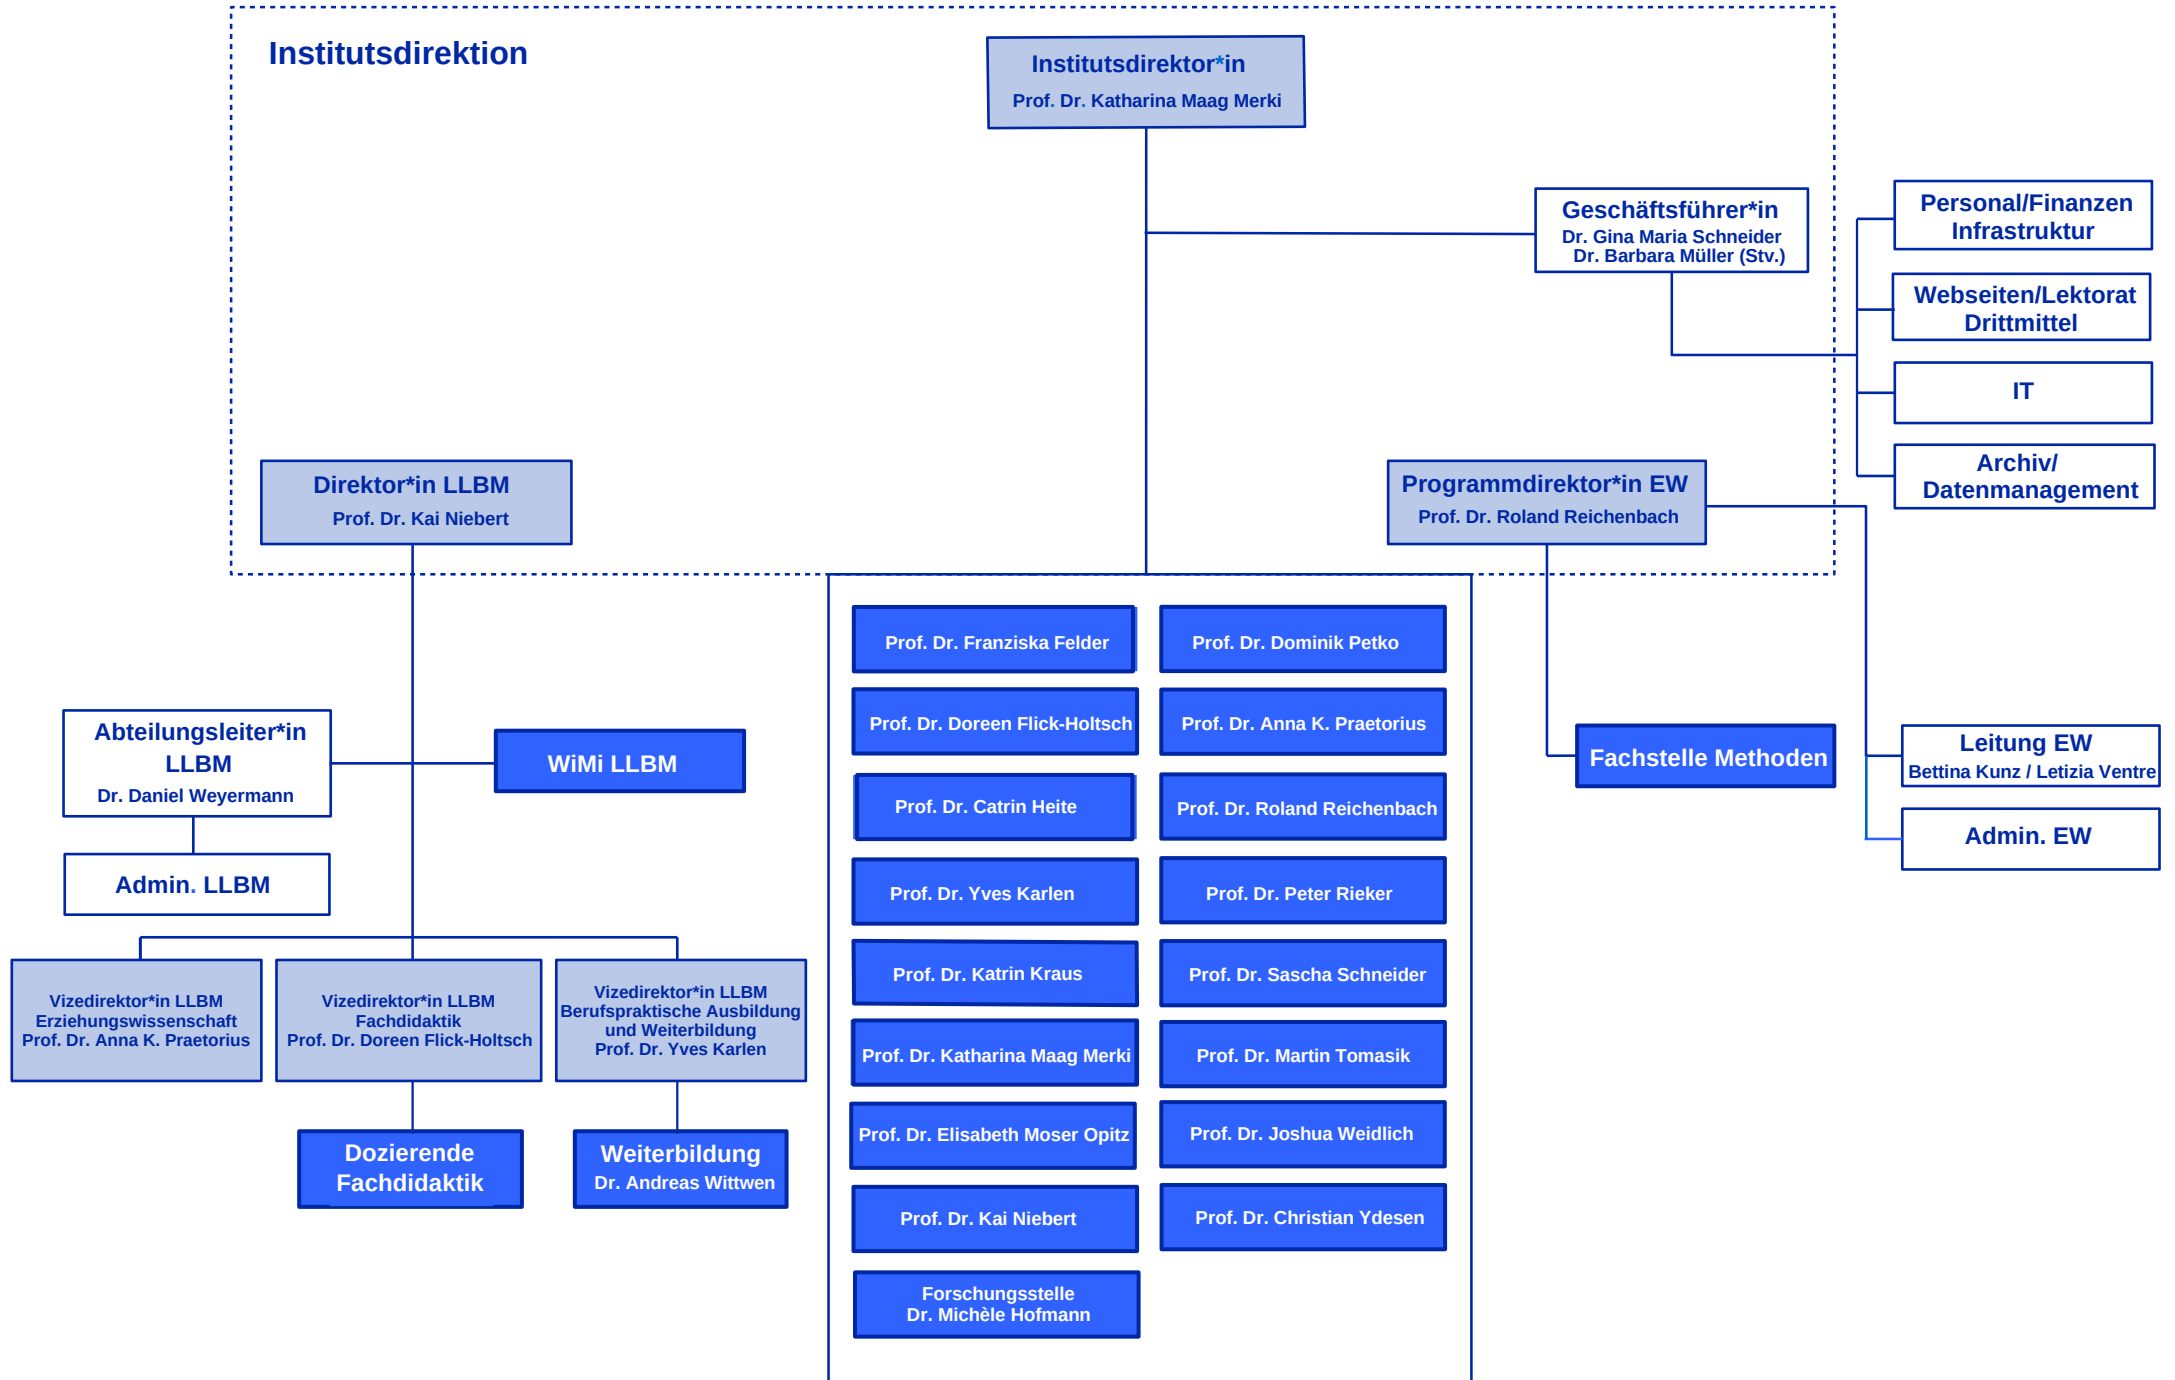 Institutsdirektion
Institutsdirektor*in
Prof. Dr. Katharina Maag Merki
Geschäftsführer*in
Dr. Gina Maria Schneider
Dr. Barbara Müller (Stv.)
Personal/Finanzen
Infrastruktur
Webseiten/Lektorat
Drittmittel
IT
Archiv/
Datenmanagement
Direktor*in LLBM
Prof. Dr. Kai Niebert
Programmdirektor*in EW
Prof. Dr. Roland Reichenbach
Abteilungsleiter*in
LLBM
Dr. Daniel Weyermann
WiMi LLBM
Admin. LLBM
Vizedirektor*in LLBM
Erziehungswissenschaft
Prof. Dr. Anna K. Praetorius
Vizedirektor*in LLBM
Fachdidaktik
Prof. Dr. Doreen Flick-Holtsch
Vizedirektor*in LLBM
Berufspraktische Ausbildung
und Weiterbildung
Prof. Dr. Yves Karlen
Dozierende
Fachdidaktik
Weiterbildung
Dr. Andreas Wittwen
Prof. Dr. Franziska Felder
Prof. Dr. Doreen Flick-Holtsch
Prof. Dr. Catrin Heite
Prof. Dr. Yves Karlen
Prof. Dr. Katrin Kraus
Prof. Dr. Katharina Maag Merki
Prof. Dr. Elisabeth Moser Opitz
Prof. Dr. Kai Niebert
Forschungsstelle
Dr. Michèle Hofmann
Prof. Dr. Dominik Petko
Prof. Dr. Anna K. Praetorius
Prof. Dr. Roland Reichenbach
Prof. Dr. Peter Rieker
Prof. Dr. Sascha Schneider
Prof. Dr. Martin Tomasik
Prof. Dr. Joshua Weidlich
Prof. Dr. Christian Ydesen
Fachstelle Methoden
Leitung EW
Bettina Kunz / Letizia Ventre
Admin. EW